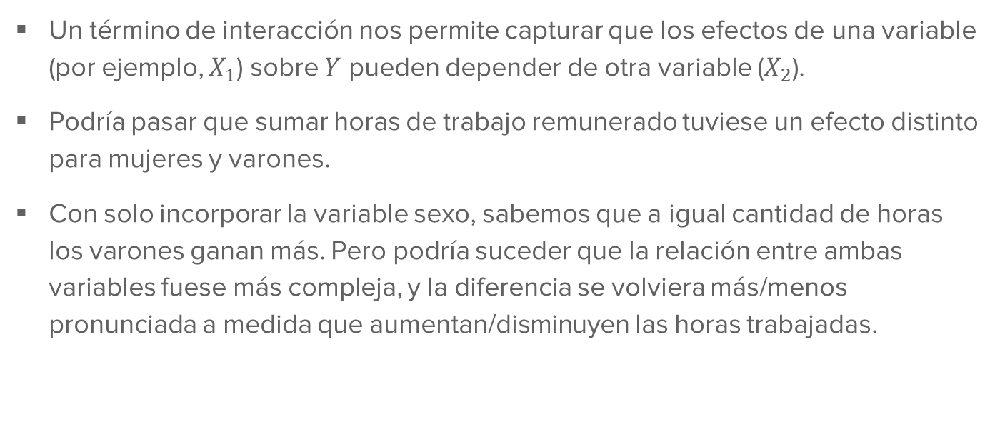 ▪ Un término de interacción nos permite capturar que los efectos de una variable
(por ejemplo, X₁) sobre Y pueden depender de otra variable (X₂).
▪ Podría pasar que sumar horas de trabajo remunerado tuviese un efecto distinto
para mujeres y varones.
▪ Con solo incorporar la variable sexo, sabemos que a igual cantidad de horas
los varones ganan más. Pero podría suceder que la relación entre ambas
variables fuese más compleja, y la diferencia se volviera más/menos
pronunciada a medida que aumentan/disminuyen las horas trabajadas.